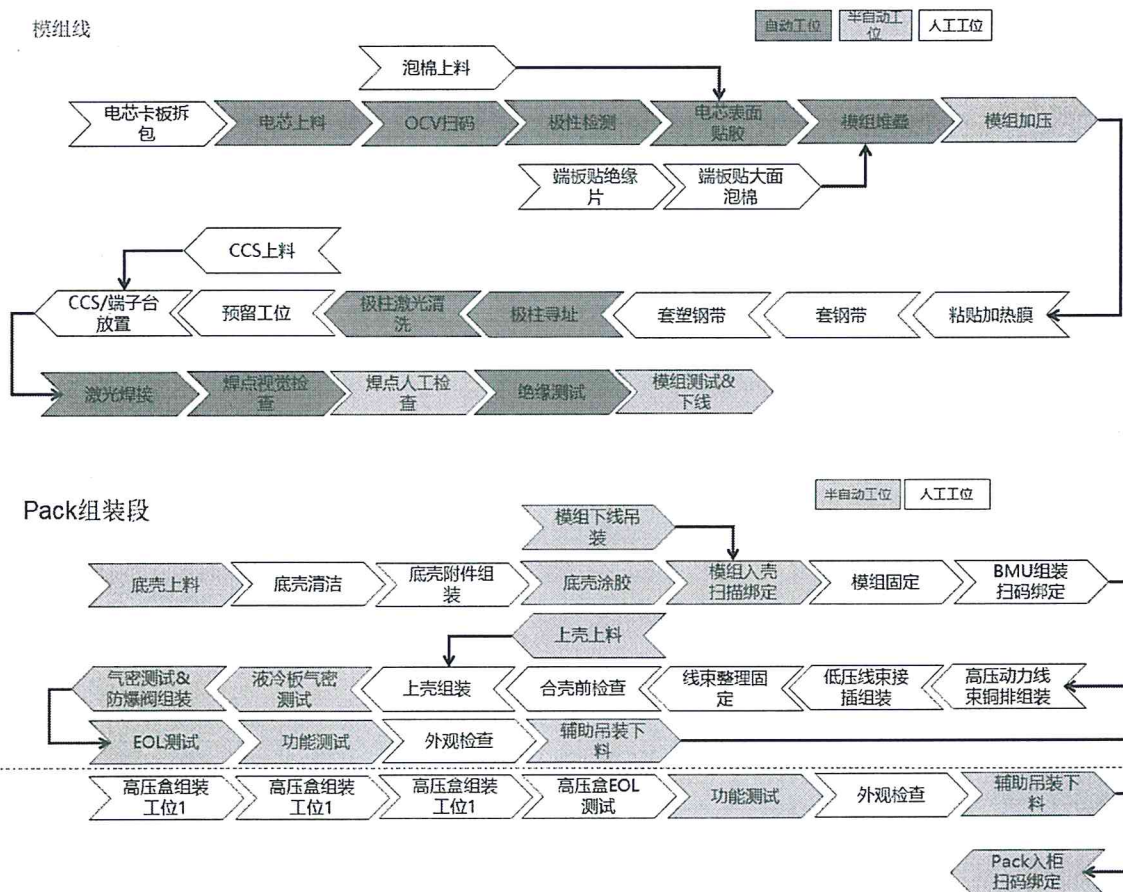 模组线
自动工位
半自动工
位
人工工位
泡棉上料
电芯卡板拆
包
电芯上料
OCV扫码
极性检测
电芯表面
贴胶
模组堆叠
模组加压
端板贴绝缘
片
端板贴大面
泡棉
CCS上料
CCS/端子台
放置
预留工位
极柱激光清
洗
极柱寻址
套塑钢带
套钢带
粘贴加热膜
激光焊接
焊点视觉检
查
焊点人工检
查
绝缘测试
模组测试&
下线
Pack组装段
半自动工位
人工工位
模组下线吊
装
底壳上料
底壳清洁
底壳附件组
装
底壳涂胶
模组入壳
扫描绑定
模组固定
BMU组装
扫码绑定
上壳上料
气密测试&
防爆阀组装
液冷板气密
测试
上壳组装
合壳前检查
线束整理固
定
低压线束接
插组装
高压动力线
束铜排组装
EOL测试
功能测试
外观检查
辅助吊装下
料
高压盒组装
工位1
高压盒组装
工位1
高压盒组装
工位1
高压盒EOL
测试
功能测试
外观检查
辅助吊装下
料
Pack入柜
扫码绑定